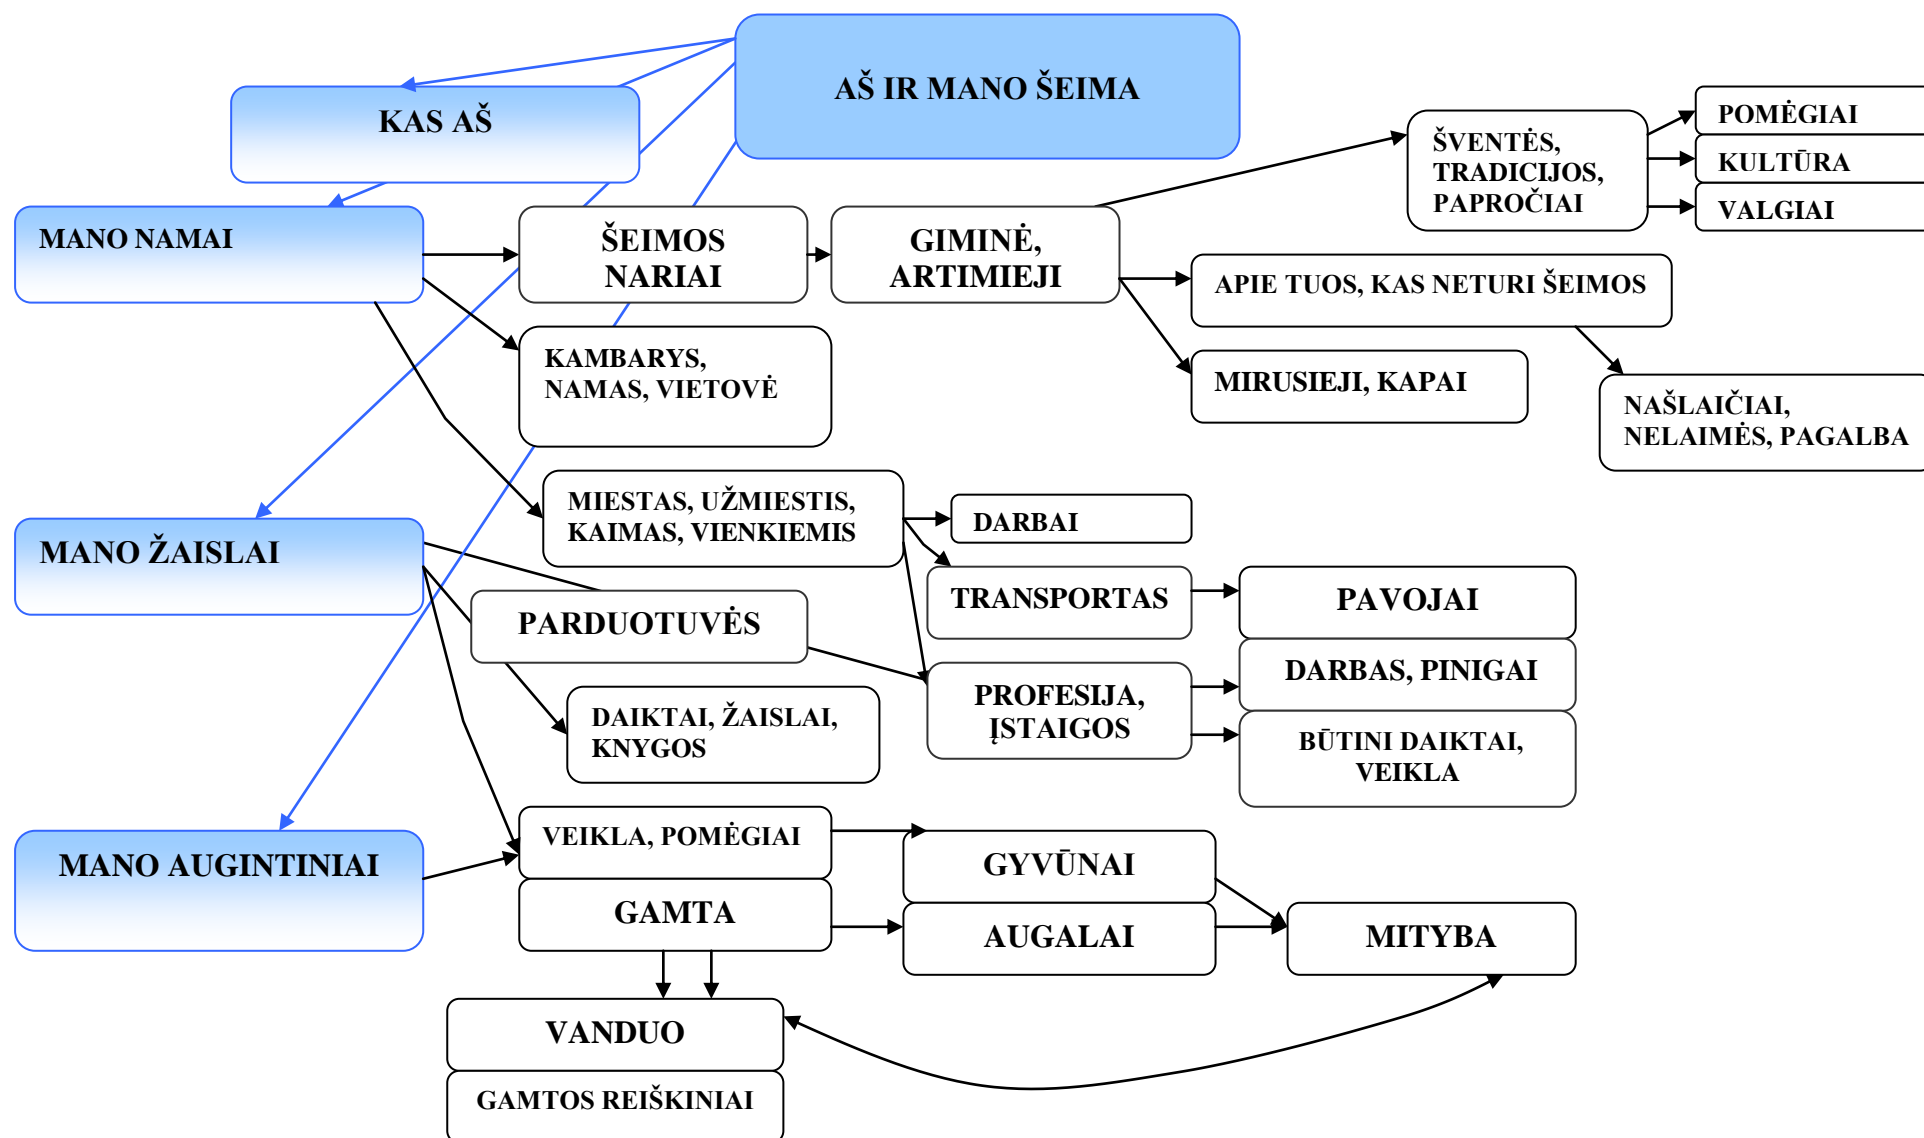 AŠ IR MANO ŠEIMA
KAS AŠ
POMĖGIAI
ŠVENTĖS,
TRADICIJOS,
PAPROČIAI
KULTŪRA
VALGIAI
MANO NAMAI
ŠEIMOS
NARIAI
GIMINĖ,
ARTIMIEJI
APIE TUOS, KAS NETURI ŠEIMOS
KAMBARYS,
NAMAS, VIETOVĖ
MIRUSIEJI, KAPAI
NAŠLAIČIAI,
NELAIMĖS, PAGALBA
MIESTAS, UŽMIESTIS,
KAIMAS, VIENKIEMIS
DARBAI
MANO ŽAISLAI
TRANSPORTAS
PAVOJAI
PARDUOTUVĖS
DARBAS, PINIGAI
PROFESIJA,
ĮSTAIGOS
DAIKTAI, ŽAISLAI,
KNYGOS
BŪTINI DAIKTAI,
VEIKLA
VEIKLA, POMĖGIAI
MANO AUGINTINIAI
GYVŪNAI
GAMTA
AUGALAI
MITYBA
VANDUO
GAMTOS REIŠKINIAI